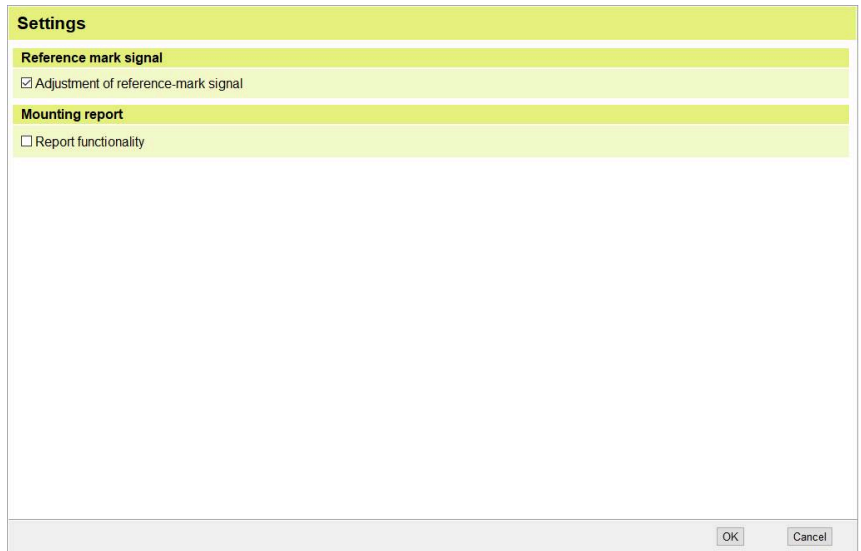 Settings
Reference mark signal
Adjustment of reference-mark signal
Mounting report
Report functionality
OK Cancel